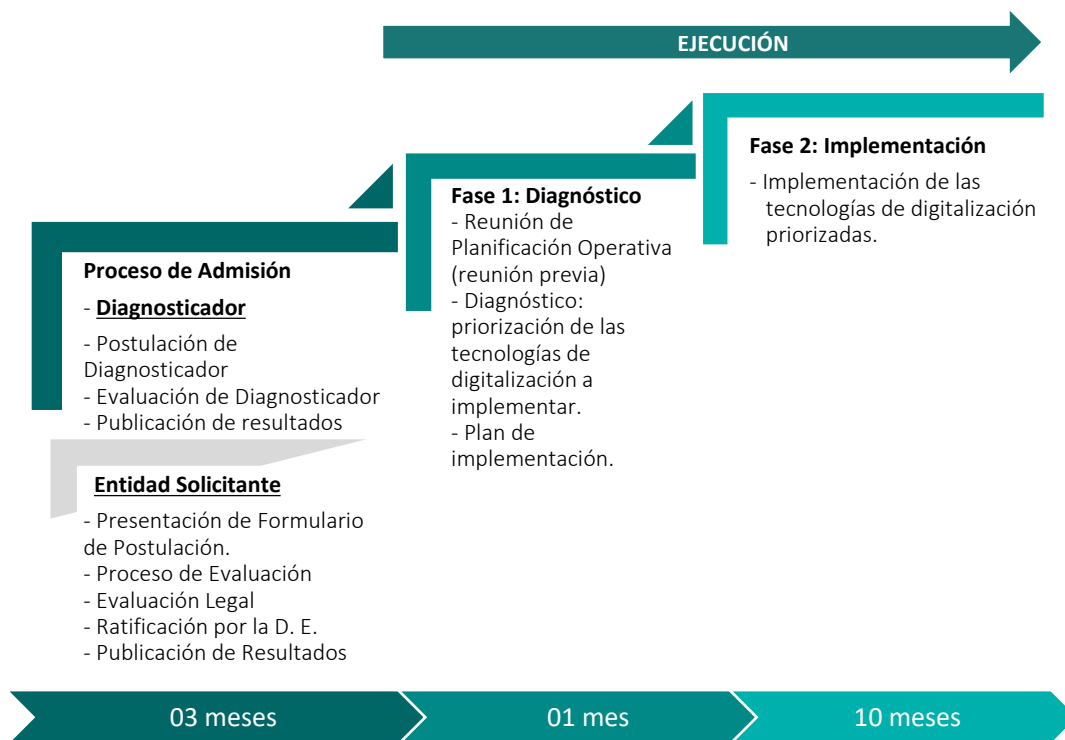 EJECUCIÓN
Proceso de Admisión
- Diagnosticador
- Postulación de
Diagnosticador
- Evaluación de Diagnosticador
- Publicación de resultados
Entidad Solicitante
- Presentación de Formulario
de Postulación.
- Proceso de Evaluación
- Evaluación Legal
- Ratificación por la D. E.
- Publicación de Resultados
Fase 1: Diagnóstico
- Reunión de
Planificación Operativa
(reunión previa)
- Diagnóstico:
priorización de las
tecnologías de
digitalización a
implementar.
- Plan de
implementación.
Fase 2: Implementación
- Implementación de las
tecnologías de digitalización
priorizadas.
03 meses
01 mes
10 meses